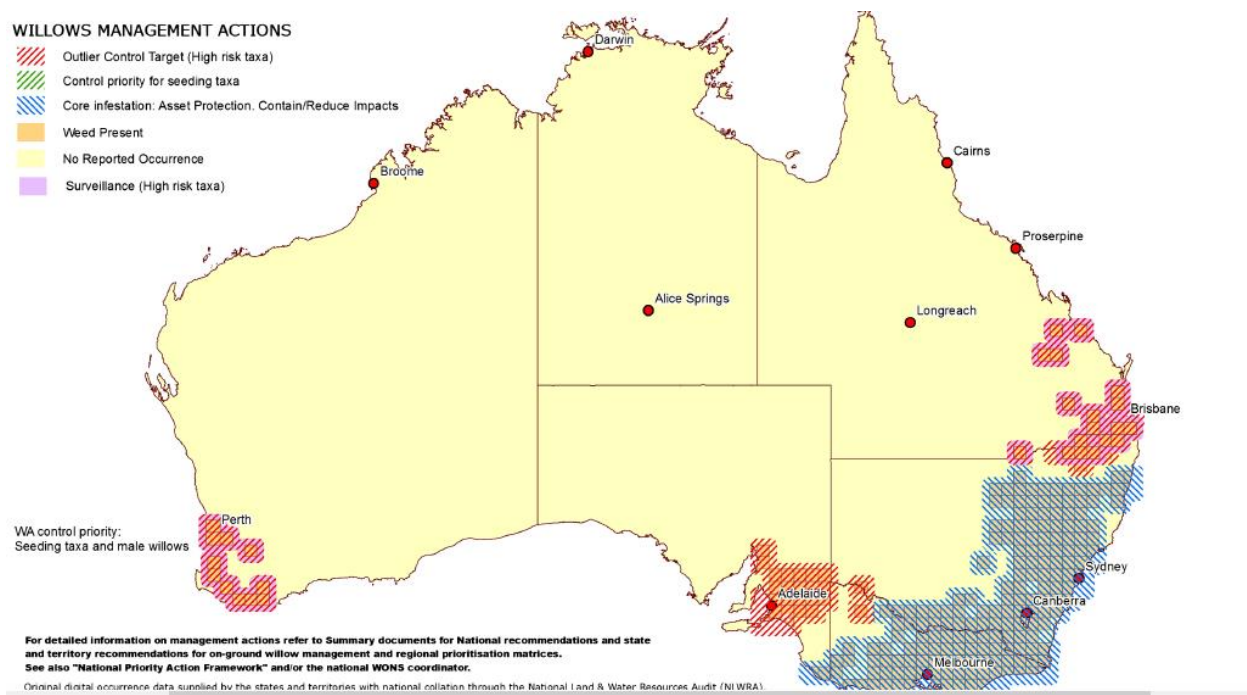 WILLOWS MANAGEMENT ACTIONS
Outlier Control Target (High risk taxa)
Control priority for seeding taxa
Core infestation: Asset Protection. Contain/Reduce Impacts
Weed Present
No Reported Occurrence
Surveillance (High risk taxa)
Darwin
Broome
Cairns
Proserpine
Alice Springs
Longreach
Brisbane
Perth
WA control priority:
Seeding taxa and male willows
Sydney
Adelaide
Canberra
Melbourne
For detailed information on management actions refer to Summary documents for National recommendations and state
and territory recommendations for on-ground willow management and regional prioritisation matrices.
See also "National Priority Action Framework" and/or the national WONS coordinator.
Original digital occurrence data supplied by the states and territories with national collation through the National Land & Water Resources Audit (NLWRA).